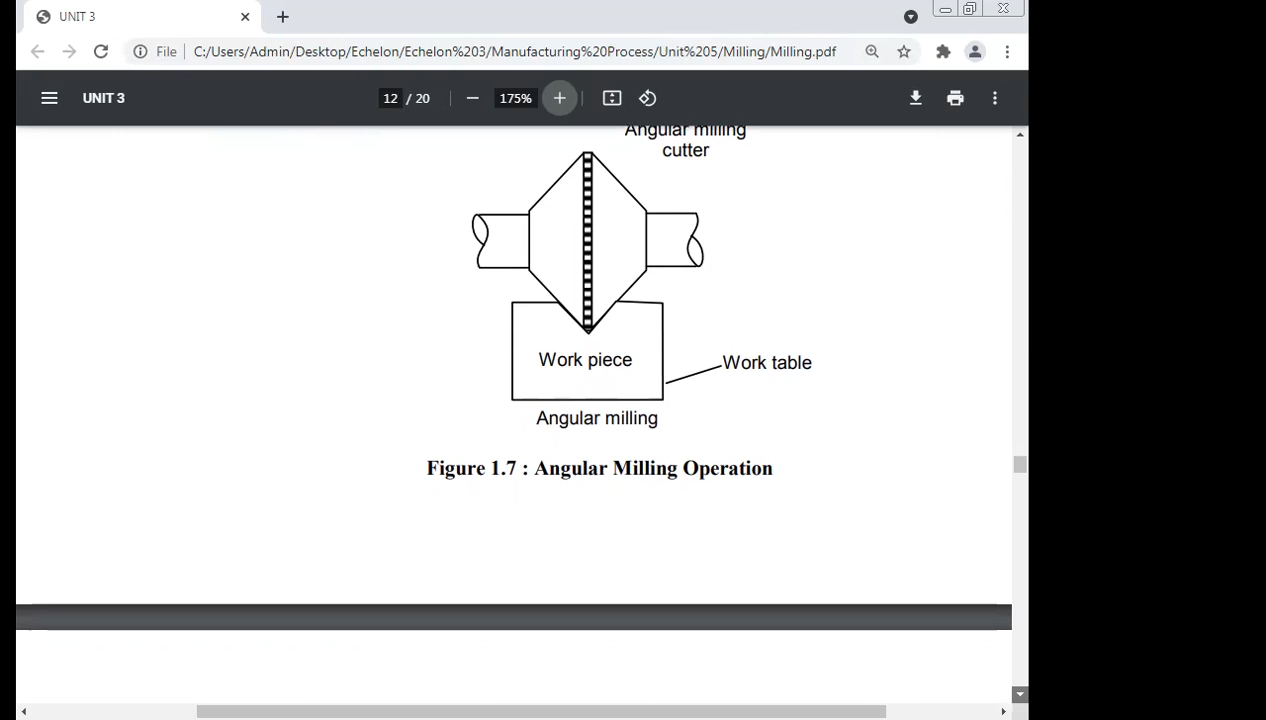 UNIT 3
File
C:/Users/Admin/Desktop/Echelon/Echelon%203/Manufacturing%20Process/Unit%205/Milling/Milling.pdf
UNIT 3
12 / 20
175%
Angular milling
cutter
Work piece
Work table
Angular milling
Figure 1.7 : Angular Milling Operation